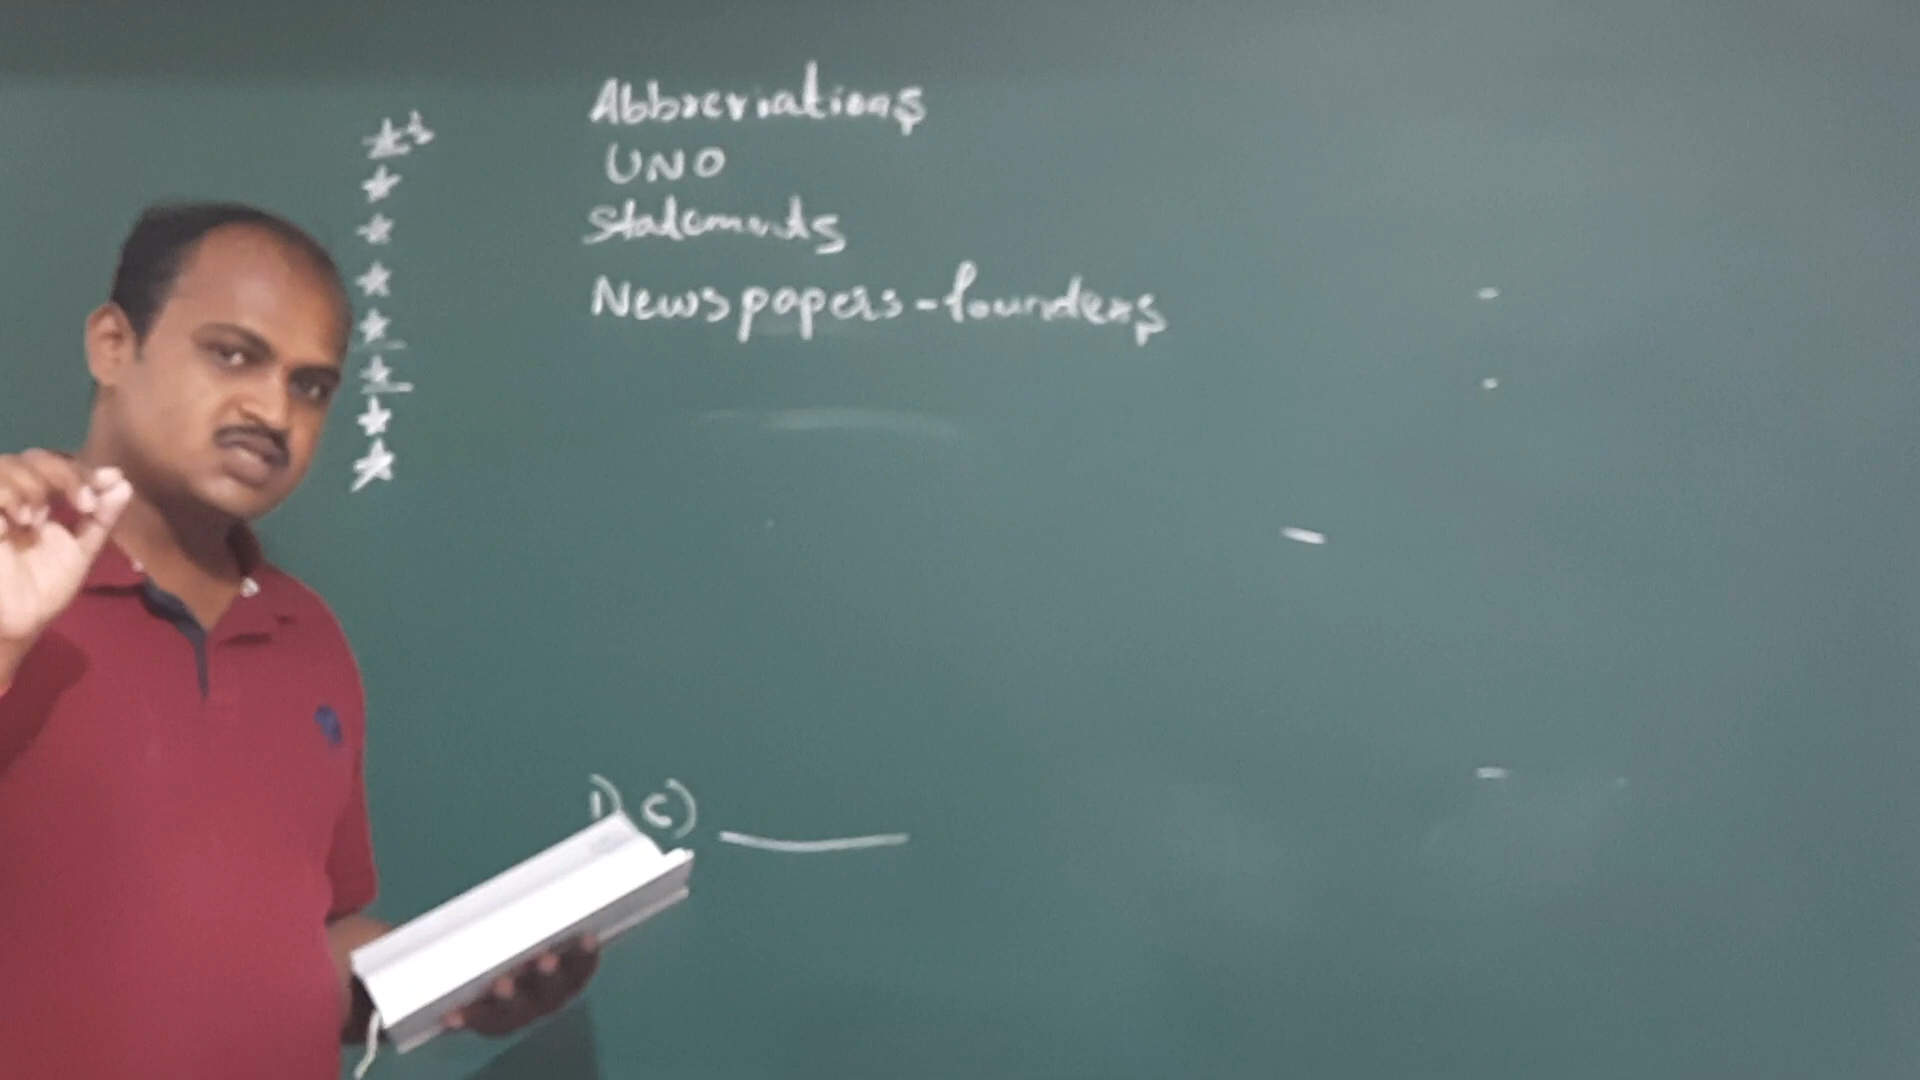 Abbreviations
UNO
Statements
Newspapers-founders
1) c)